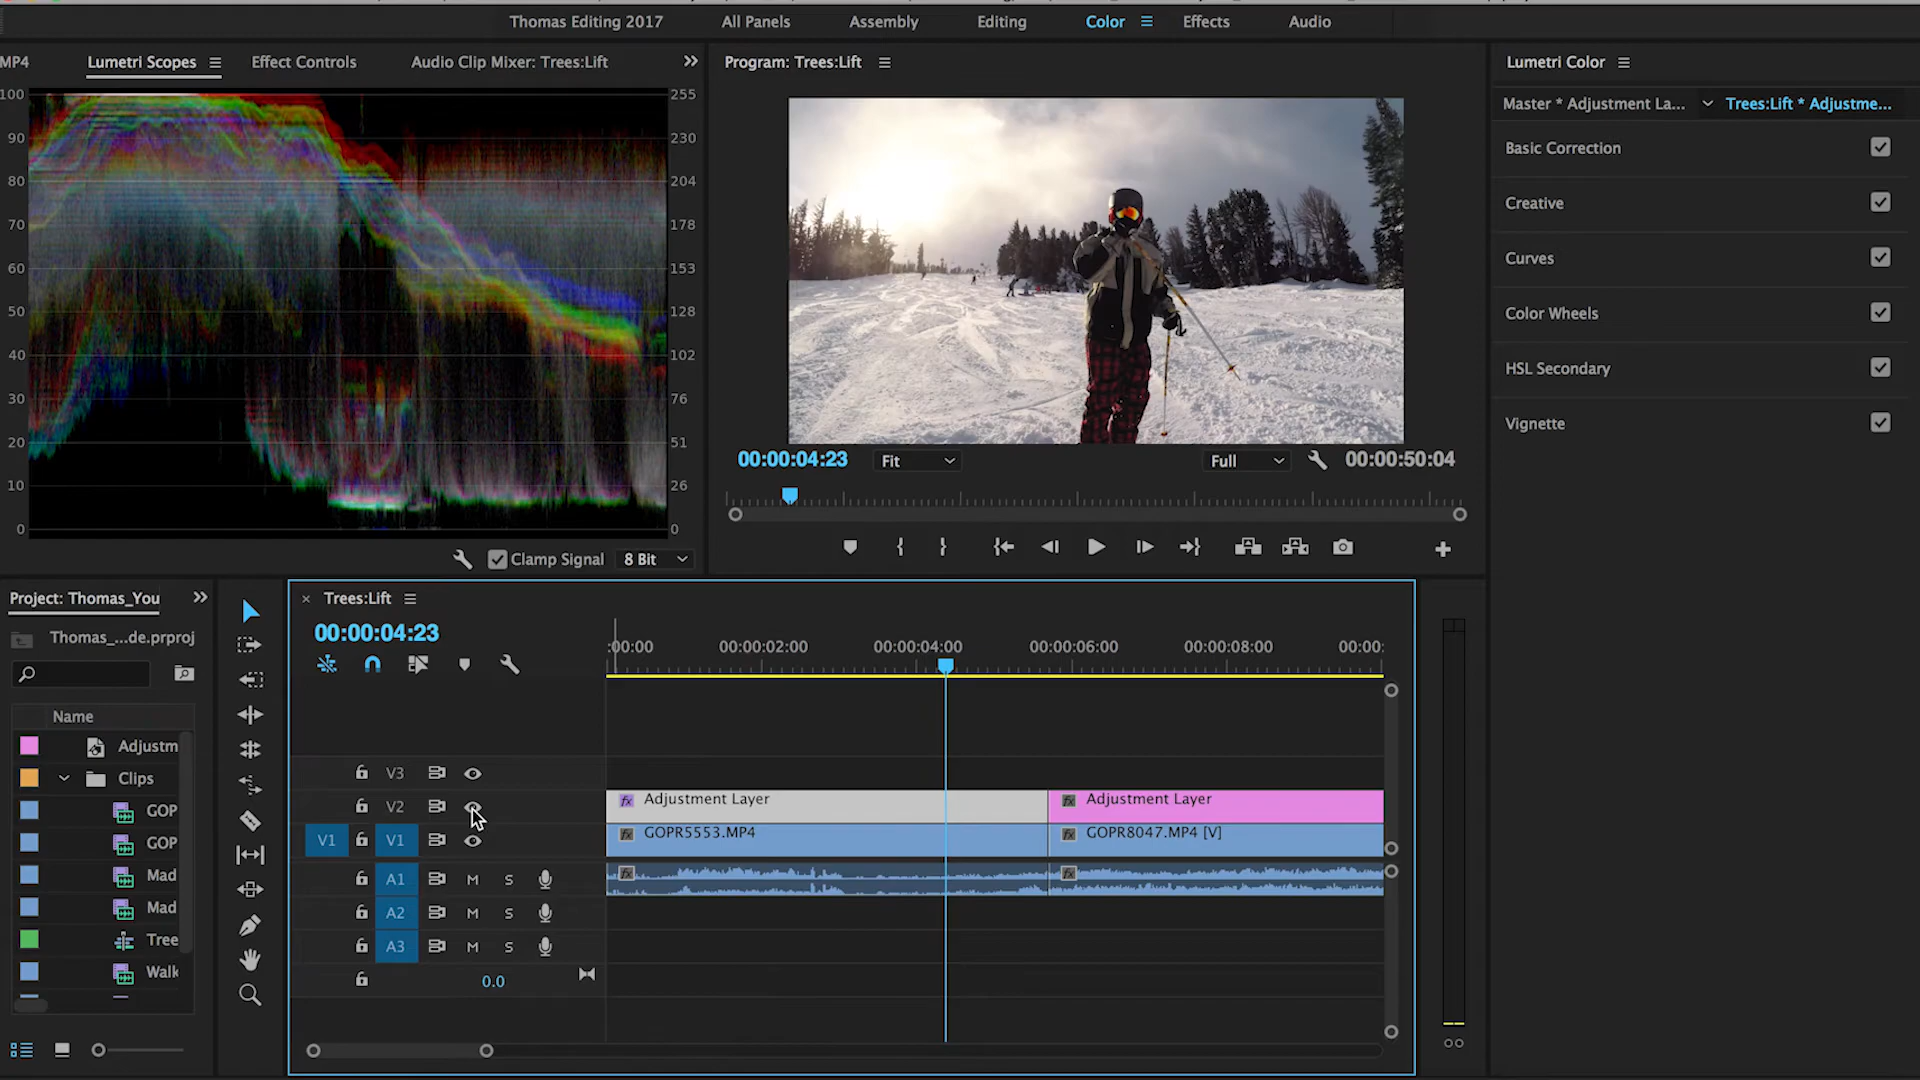 Thomas Editing 2017 All Panels Assembly Editing Color Effects Audio
MP4 Lumetri Scopes Effect Controls Audio Clip Mixer: Trees:Lift
Program: Trees:Lift
Lumetri Color
Master * Adjustment La... Trees:Lift * Adjustme...
Basic Correction
Creative
Curves
Color Wheels
HSL Secondary
Vignette
100 255
90 230
80 204
70 178
60 153
50 128
40 102
30 76
20 51
10 26
0 0
Clamp Signal 8 Bit
00:00:04:23 Fit Full 00:00:50:04
Project: Thomas_You
Thomas_...de.prproj
Name
Adjustm
Clips
GOP
GOP
Mad
Mad
Tree
Walk
Trees:Lift
00:00:04:23
:00:00 00:00:02:00 00:00:04:00 00:00:06:00 00:00:08:00 00:00:
V3
V2 Adjustment Layer Adjustment Layer
V1 V1 GOPR5553.MP4 GOPR8047.MP4 [V]
A1 M S
A2 M S
A3 M S
0.0
fx fx
fx fx
fx fx